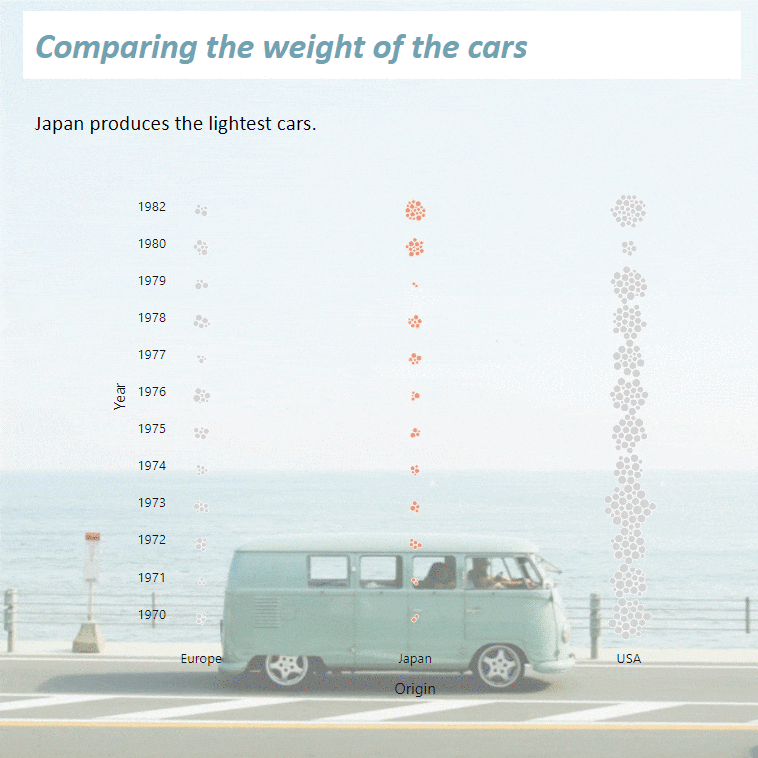 Comparing the weight of the cars
Japan produces the lightest cars.
1982
1980
1979
1978
1977
1976
1975
1974
1973
1972
1971
1970
Year
Europe
Japan
USA
Origin